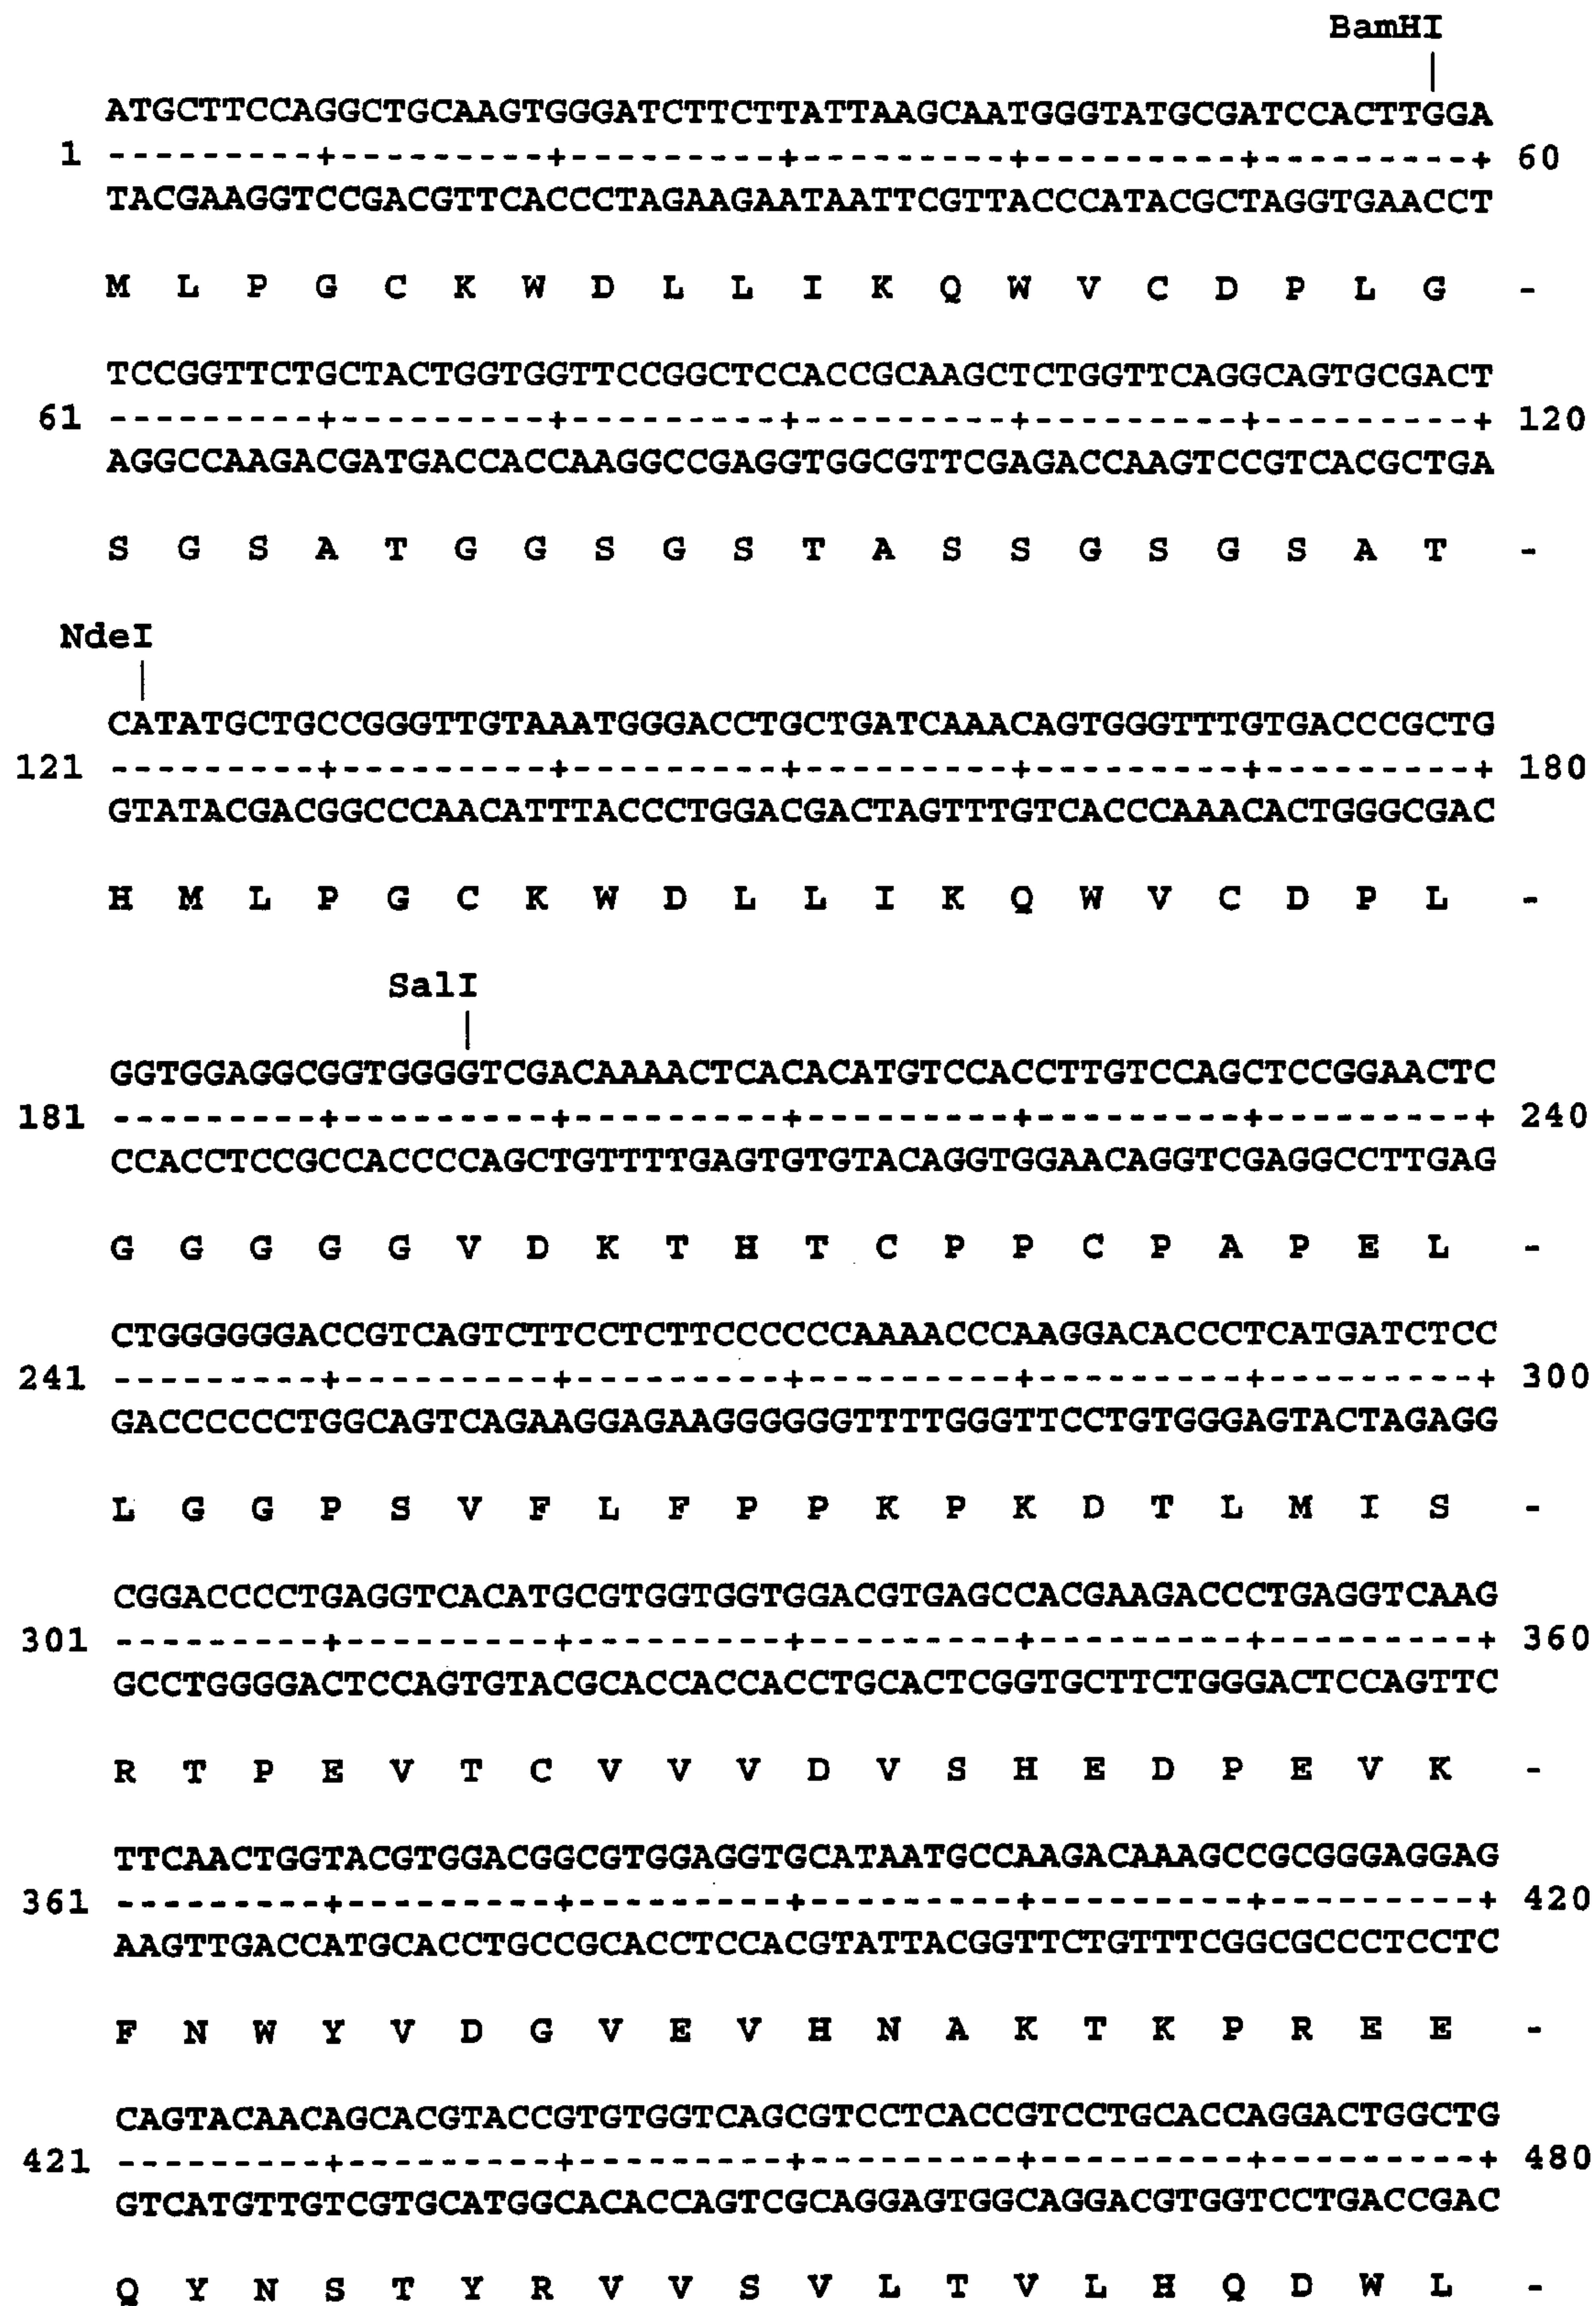 BamHI
ATGCTTCCAGGCTGCAAGTGGGATCTTCTTATTAAGCAATGGGTATGCGATCCACTTGGA
1 ---------+---------+---------+---------+---------+---------+ 60
TACGAAGGTCCGACGTTCACCCTAGAAGAATAATTCGTTACCCATACGCTAGGTGAACCT
M L P G C K W D L L I K Q W V C D P L G -
TCCGGTTCTGCTACTGGTGGTTCCGGCTCCACCGCAAGCTCTGGTTCAGGCAGTGCGACT
61 ---------+---------+---------+---------+---------+---------+ 120
AGGCCAAGACGATGACCACCAAGGCCGAGGTGGCGTTCGAGACCAAGTCCGTCACGCTGA
S G S A T G G S G S T A S S G S G S A T -
NdeI
CATATGCTGCCGGGTTGTAAATGGGACCTGCTGATCAAACAGTGGGTTTGTGACCCGCTG
121 ---------+---------+---------+---------+---------+---------+ 180
GTATACGACGGCCCAACATTTACCCTGGACGACTAGTTTGTCACCCAAACACTGGGCGAC
H M L P G C K W D L L I K Q W V C D P L -
SalI
GGTGGAGGCGGTGGGGTCGACAAAACTCACACATGTCCACCTTGTCCAGCTCCGGAACTC
181 ---------+---------+---------+---------+---------+---------+ 240
CCACCTCCGCCACCCCAGCTGTTTTGAGTGTGTACAGGTGGAACAGGTCGAGGCCTTGAG
G G G G G V D K T H T C P P C P A P E L -
CTGGGGGGACCGTCAGTCTTCCTCTTCCCCCCAAAACCCAAGGACACCCTCATGATCTCC
241 ---------+---------+---------+---------+---------+---------+ 300
GACCCCCCTGGCAGTCAGAAGGAGAAGGGGGGTTTTGGGTTCCTGTGGGAGTACTAGAGG
L G G P S V F L F P P K P K D T L M I S -
CGGACCCCTGAGGTCACATGCGTGGTGGTGGACGTGAGCCACGAAGACCCTGAGGTCAAG
301 ---------+---------+---------+---------+---------+---------+ 360
GCCTGGGGACTCCAGTGTACGCACCACCACCTGCACTCGGTGCTTCTGGGACTCCAGTTC
R T P E V T C V V V D V S H E D P E V K -
TTCAACTGGTACGTGGACGGCGTGGAGGTGCATAATGCCAAGACAAAGCCGCGGGAGGAG
361 ---------+---------+---------+---------+---------+---------+ 420
AAGTTGACCATGCACCTGCCGCACCTCCACGTATTACGGTTCTGTTTCGGCGCCCTCCTC
F N W Y V D G V E V H N A K T K P R E E -
CAGTACAACAGCACGTACCGTGTGGTCAGCGTCCTCACCGTCCTGCACCAGGACTGGCTG
421 ---------+---------+---------+---------+---------+---------+ 480
GTCATGTTGTCGTGCATGGCACACCAGTCGCAGGAGTGGCAGGACGTGGTCCTGACCGAC
Q Y N S T Y R V V S V L T V L H Q D W L -